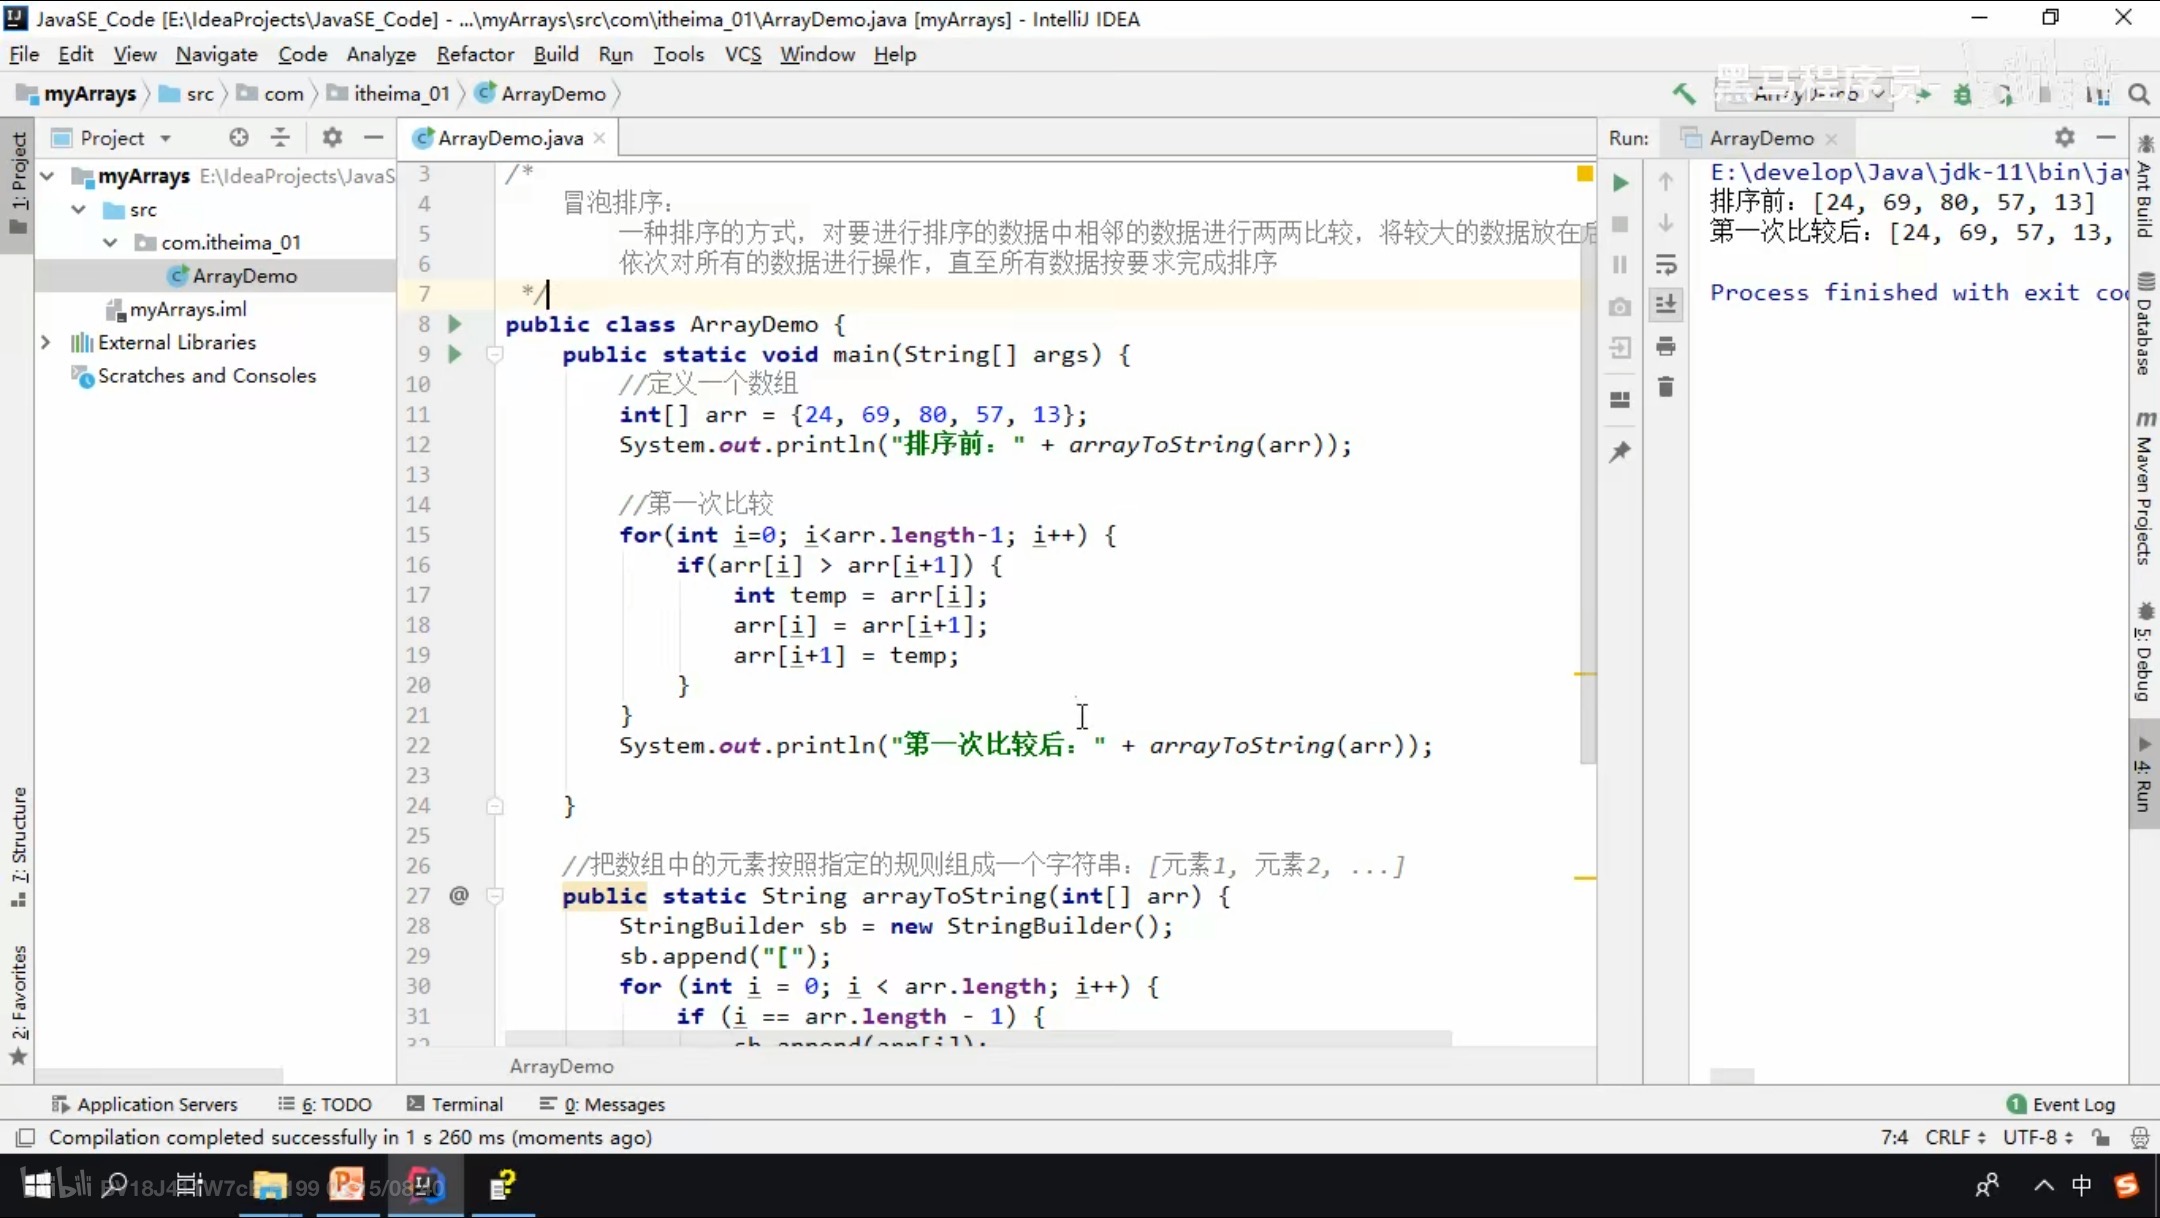 JavaSE_Code [E:\IdeaProjects\JavaSE_Code] - ...\myArrays\src\com\itheima_01\ArrayDemo.java [myArrays] - IntelliJ IDEA
File Edit View Navigate Code Analyze Refactor Build Run Tools VCS Window Help
myArrays src com itheima_01 ArrayDemo
黑马程序员
ArrayDemo
1: Project
Project
myArrays E:\IdeaProjects\JavaS
src
com.itheima_01
ArrayDemo
myArrays.iml
External Libraries
Scratches and Consoles
7: Structure
2: Favorites
ArrayDemo.java
3 /*
4 冒泡排序：
5 一种排序的方式，对要进行排序的数据中相邻的数据进行两两比较，将较大的数据放在后
6 依次对所有的数据进行操作，直至所有数据按要求完成排序
7 */
8 public class ArrayDemo {
9 public static void main(String[] args) {
10 //定义一个数组
11 int[] arr = {24, 69, 80, 57, 13};
12 System.out.println("排序前：" + arrayToString(arr));
13
14 //第一次比较
15 for(int i=0; i<arr.length-1; i++) {
16 if(arr[i] > arr[i+1]) {
17 int temp = arr[i];
18 arr[i] = arr[i+1];
19 arr[i+1] = temp;
20 }
21 }
22 System.out.println("第一次比较后：" + arrayToString(arr));
23
24 }
25
26 //把数组中的元素按照指定的规则组成一个字符串：[元素1, 元素2, ...]
27 @ public static String arrayToString(int[] arr) {
28 StringBuilder sb = new StringBuilder();
29 sb.append("[");
30 for (int i = 0; i < arr.length; i++) {
31 if (i == arr.length - 1) {
32 sb.append(arr[i]);
ArrayDemo
Run: ArrayDemo
E:\develop\Java\jdk-11\bin\jav
排序前：[24, 69, 80, 57, 13]
第一次比较后：[24, 69, 57, 13,
Process finished with exit co
Ant Build
Database
m Maven Projects
5: Debug
4: Run
Application Servers 6: TODO Terminal 0: Messages
1 Event Log
Compilation completed successfully in 1 s 260 ms (moments ago)
7:4 CRLF UTF-8
中